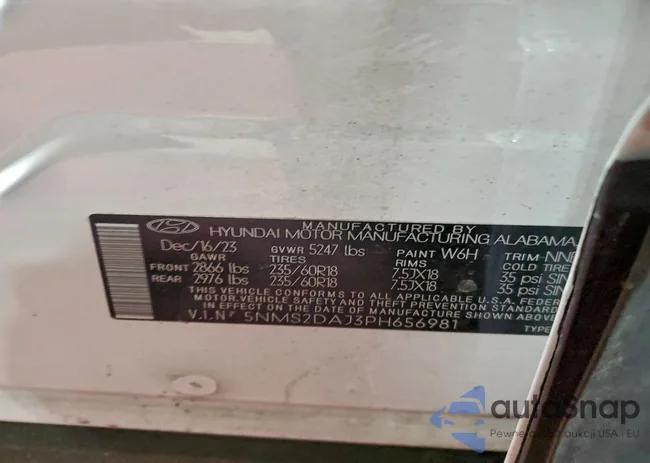 MANUFACTURED BY
HYUNDAI MOTOR MANUFACTURING ALABAMA,
Dec/16/23 GVWR 5247 lbs PAINT W6H TRIM
GAWR TIRES RIMS COLD
FRONT 2866 lbs 235/60R18 7.5JX18 35 psi
REAR 2976 lbs 235/60R18 7.5JX18 35 psi
THIS VEHICLE CONFORMS TO ALL APPLICABLE U.S.A. FEDER
MOTOR VEHICLE SAFETY AND THEFT PREVENTION STANDARD
IN EFFECT ON THE DATE OF MANUFACTURE SHOWN ABOVE.
V.I.N: 5NMS2DAJ3PH656981 TYPE
autosnap
USA EU